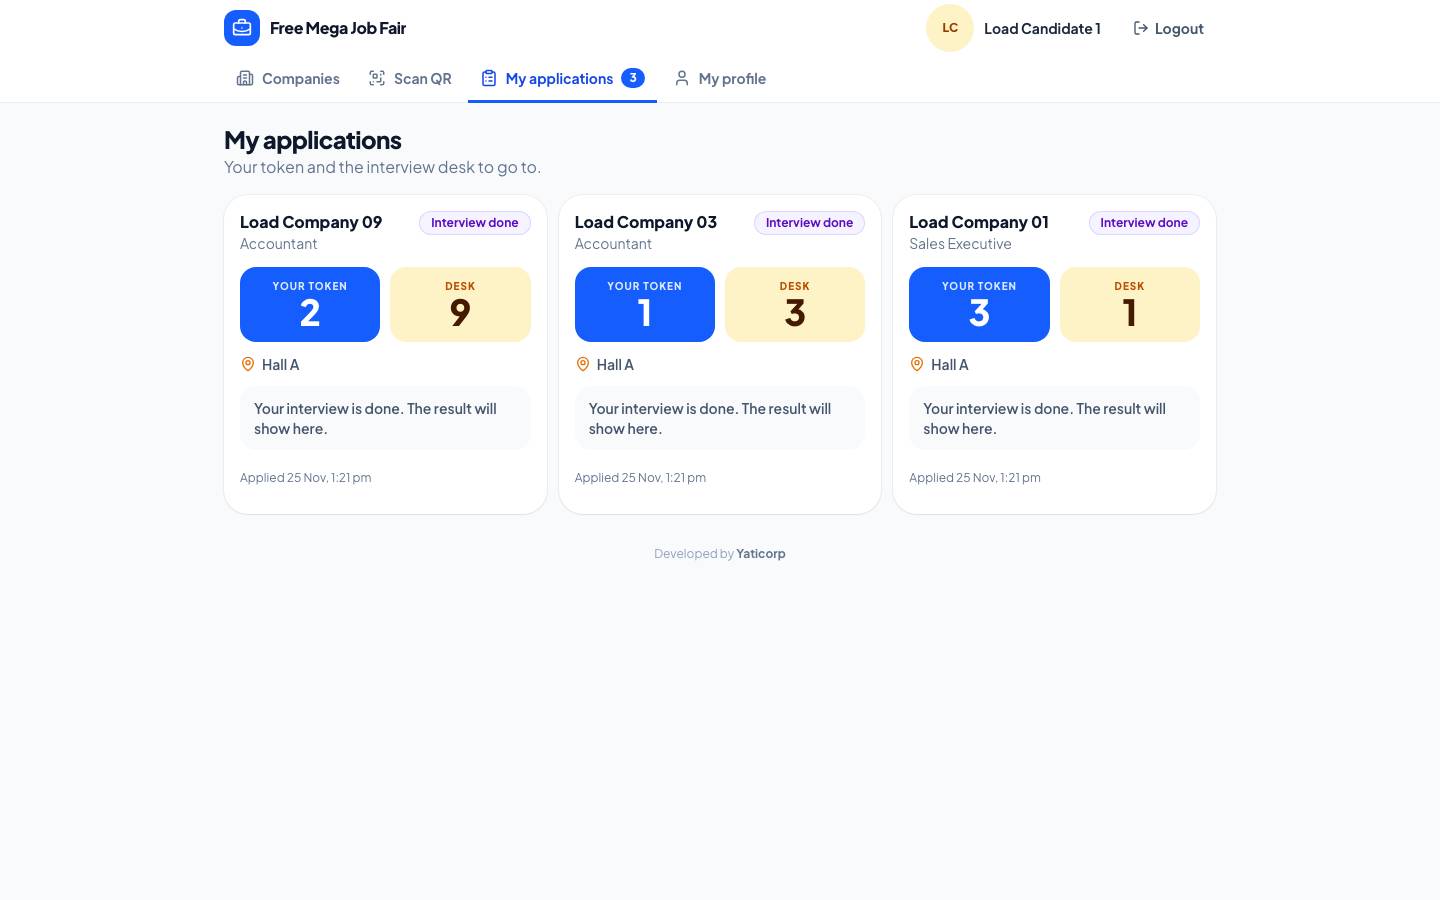 Free Mega Job Fair
LC
Load Candidate 1
Logout
Companies
Scan QR
My applications
3
My profile
My applications
Your token and the interview desk to go to.
Load Company 09
Interview done
Accountant
YOUR TOKEN
2
DESK
9
Hall A
Your interview is done. The result will
show here.
Applied 25 Nov, 1:21 pm
Load Company 03
Interview done
Accountant
YOUR TOKEN
1
DESK
3
Hall A
Your interview is done. The result will
show here.
Applied 25 Nov, 1:21 pm
Load Company 01
Interview done
Sales Executive
YOUR TOKEN
3
DESK
1
Hall A
Your interview is done. The result will
show here.
Applied 25 Nov, 1:21 pm
Developed by Yaticorp